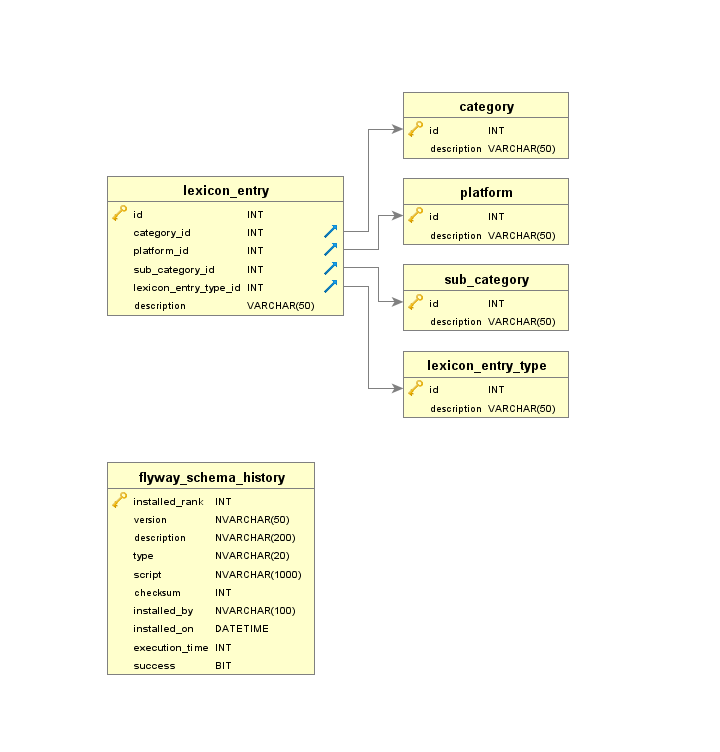 category
id INT
description VARCHAR(50)
platform
id INT
description VARCHAR(50)
sub_category
id INT
description VARCHAR(50)
lexicon_entry_type
id INT
description VARCHAR(50)
lexicon_entry
id INT
category_id INT
platform_id INT
sub_category_id INT
lexicon_entry_type_id INT
description VARCHAR(50)
flyway_schema_history
installed_rank INT
version NVARCHAR(50)
description NVARCHAR(200)
type NVARCHAR(20)
script NVARCHAR(1000)
checksum INT
installed_by NVARCHAR(100)
installed_on DATETIME
execution_time INT
success BIT